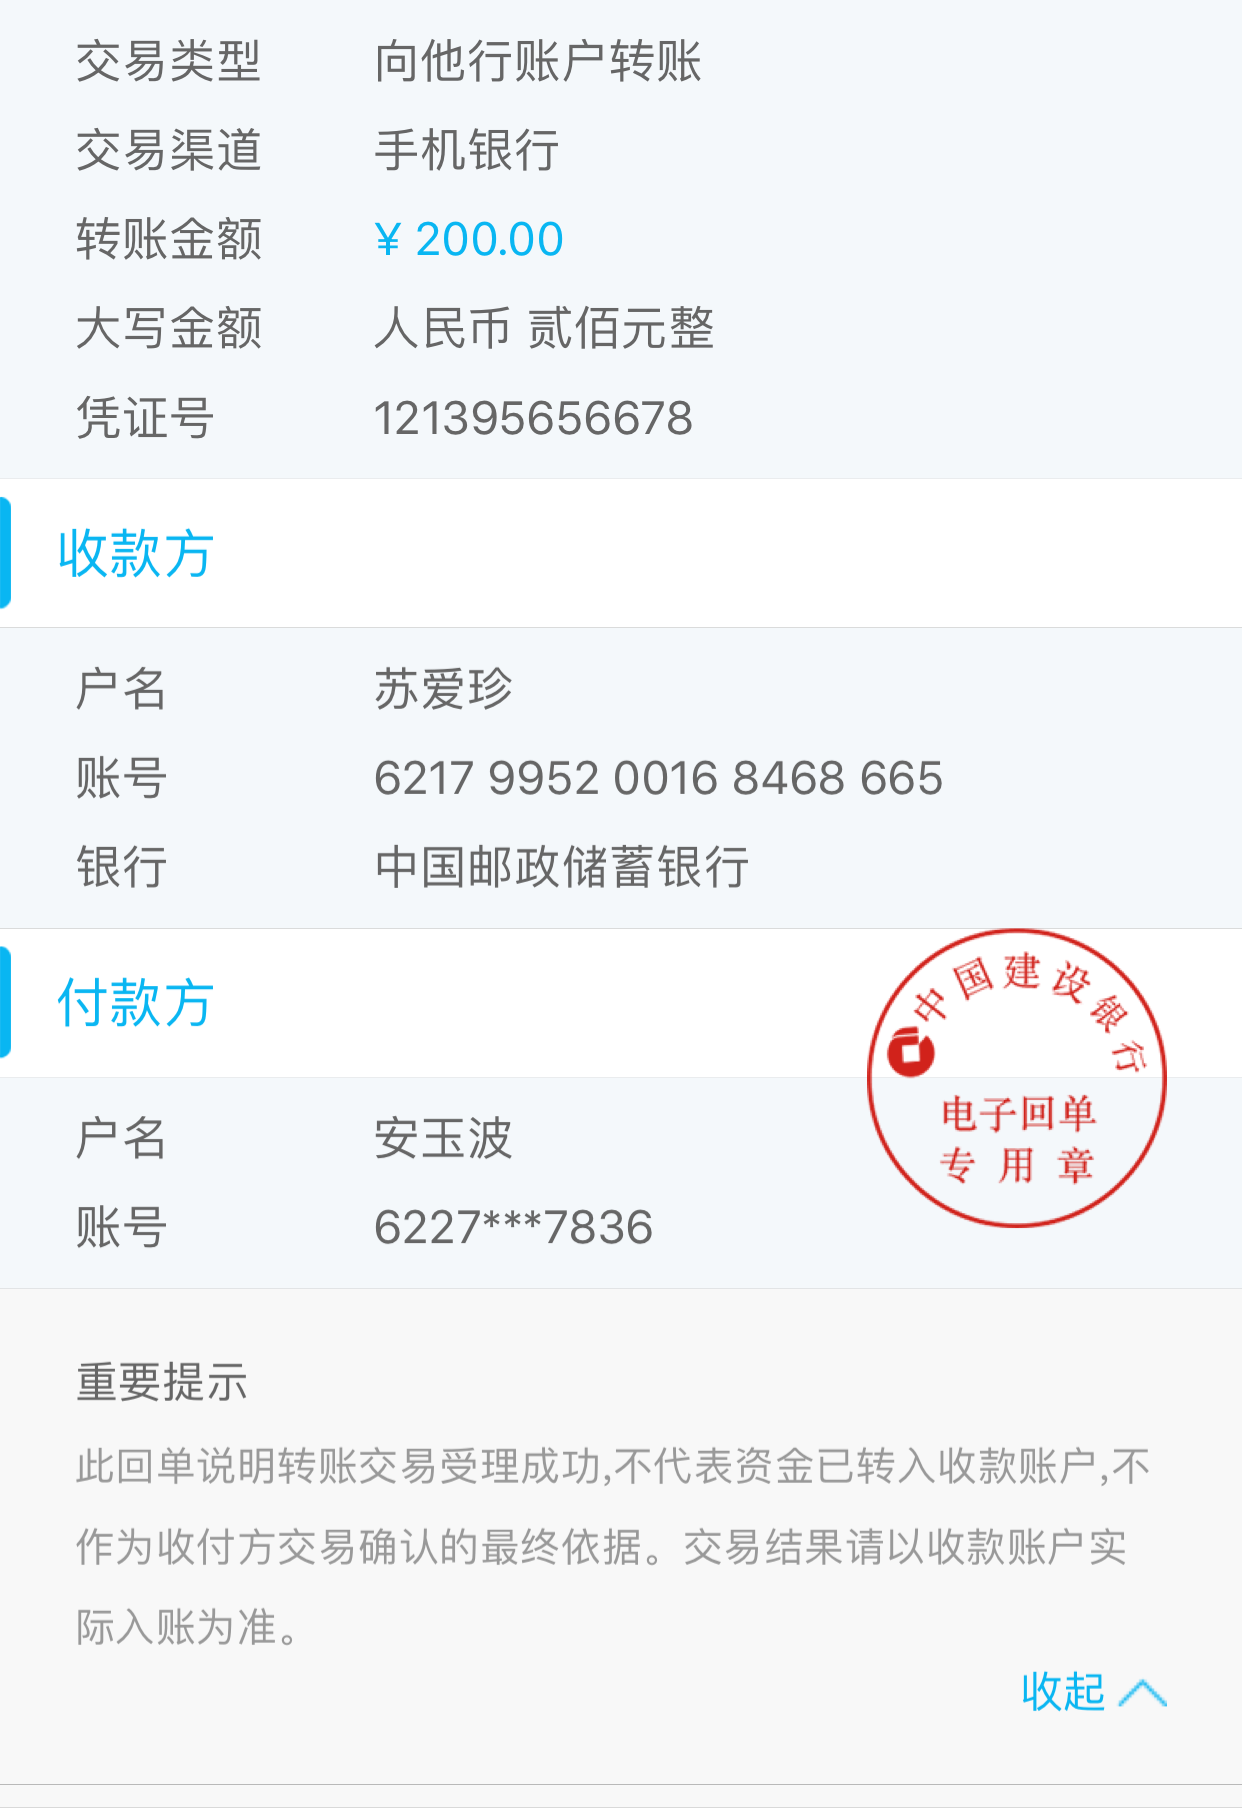 交易类型 向他行账户转账
交易渠道 手机银行
转账金额 ¥ 200.00
大写金额 人民币 贰佰元整
凭证号 121395656678
收款方
户名 苏爱珍
账号 6217 9952 0016 8468 665
银行 中国邮政储蓄银行
付款方
中国建设银行
电子回单
专用章
户名 安玉波
账号 6227***7836
重要提示
此回单说明转账交易受理成功,不代表资金已转入收款账户,不
作为收付方交易确认的最终依据。交易结果请以收款账户实
际入账为准。
收起